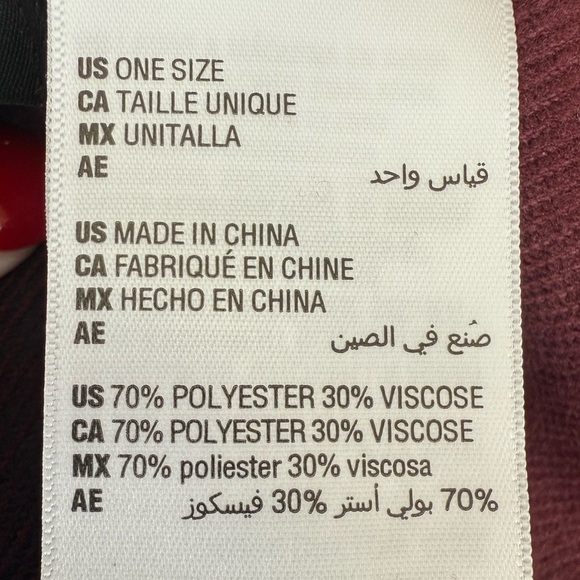 US ONE SIZE
CA TAILLE UNIQUE
MX UNITALLA
AE قياس واحد
US MADE IN CHINA
CA FABRIQUÉ EN CHINE
MX HECHO EN CHINA
AE صُنع في الصين
US 70% POLYESTER 30% VISCOSE
CA 70% POLYESTER 30% VISCOSE
MX 70% poliester 30% viscosa
AE 70% بولي أستر 30% فيسكوز